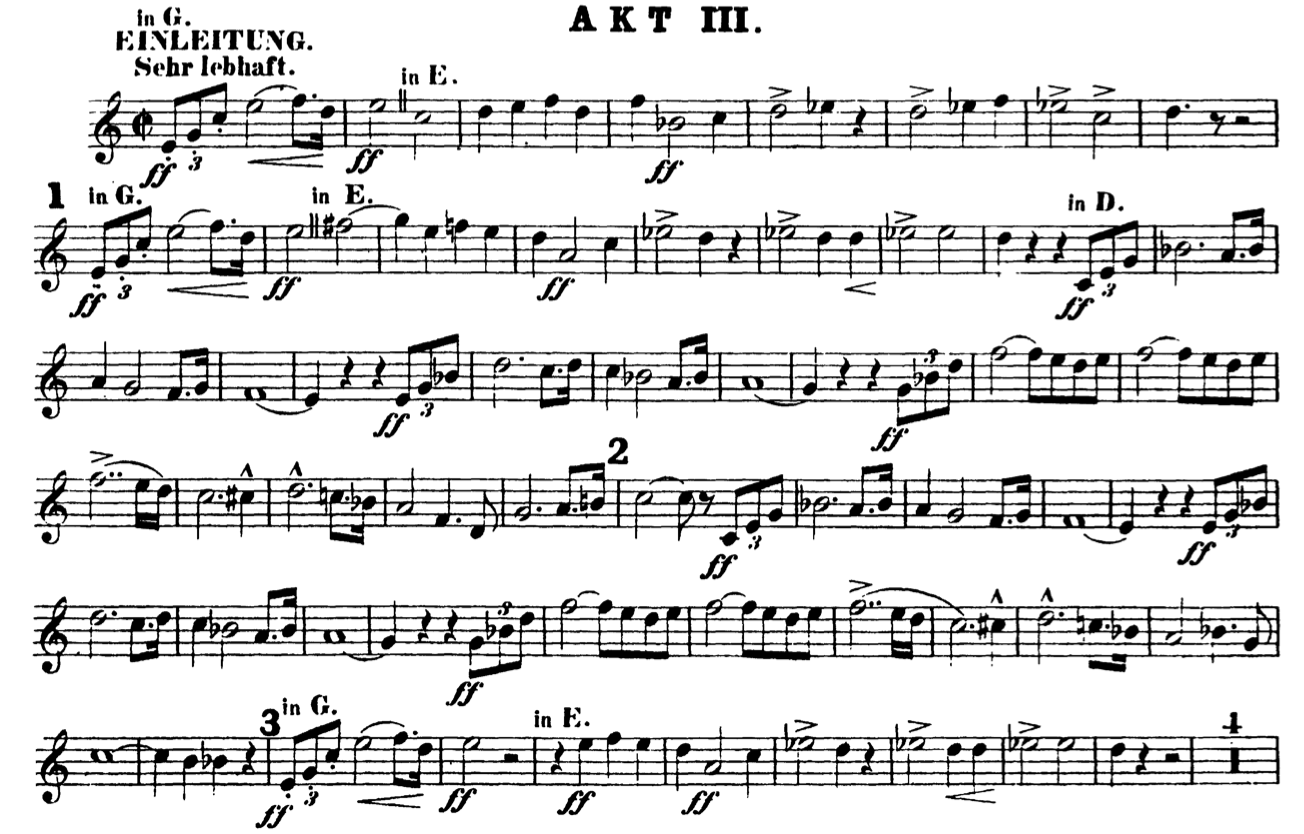 AKT III.
in G.
EINLEITUNG.
Sehr lebhaft.
in E.
3
ff ff ff
1 in G. in E. in D.
ff 3 ff ff ff 3
3
ff 3 ff
2
ff 3 ff 3
3
ff
3 in G. in E.
4
ff 3 ff ff ff